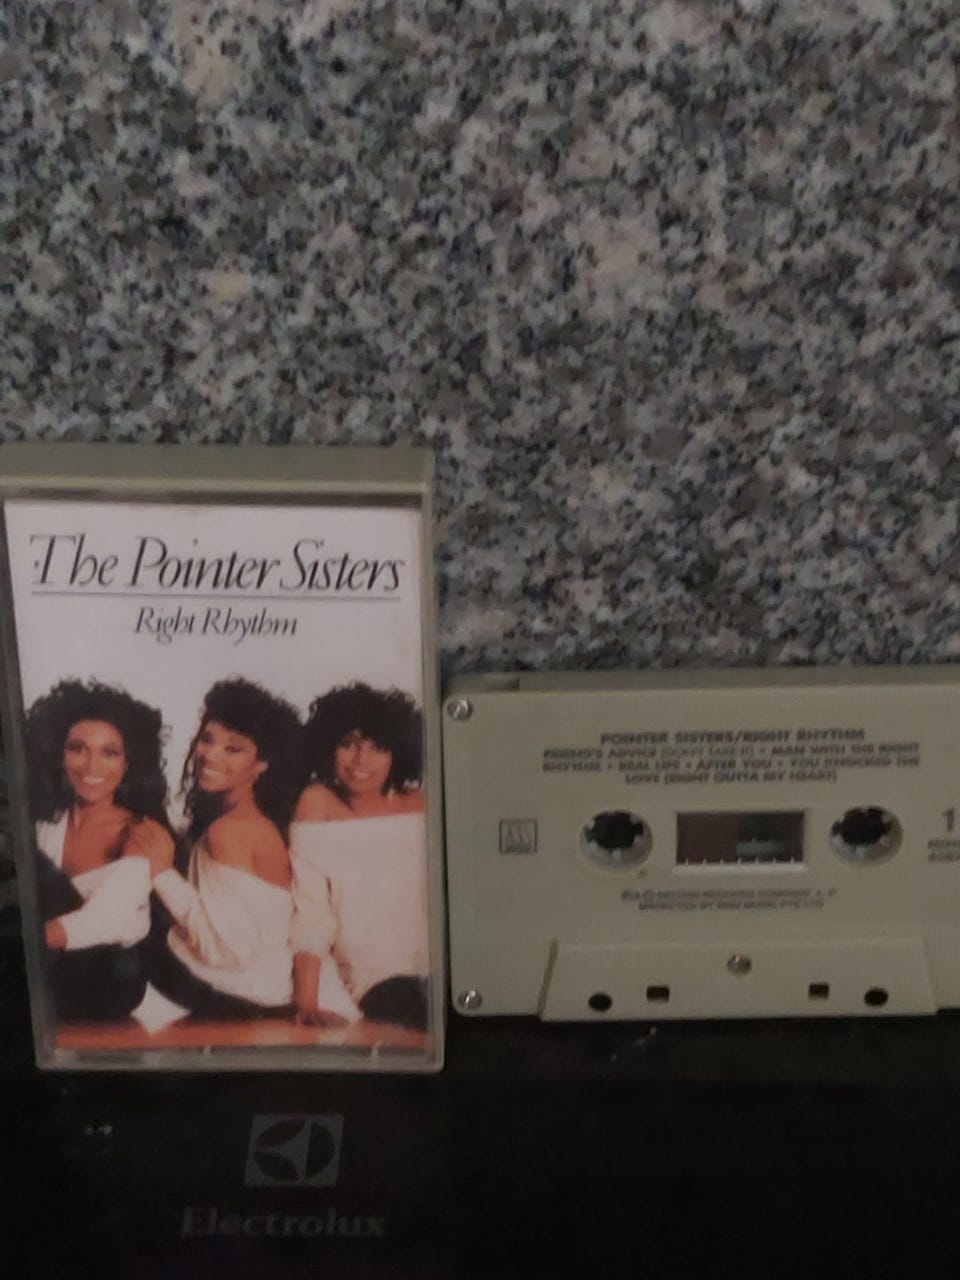 The Pointer Sisters
Right Rhythm
POINTER SISTERS/RIGHT RHYTHM
FRIEND'S ADVICE (DON'T TAKE IT) • MAN WITH THE RIGHT
RHYTHM • REAL LIFE • AFTER YOU • YOU KNOCKED THE
LOVE (RIGHT OUTTA MY HEART)
1
Electrolux